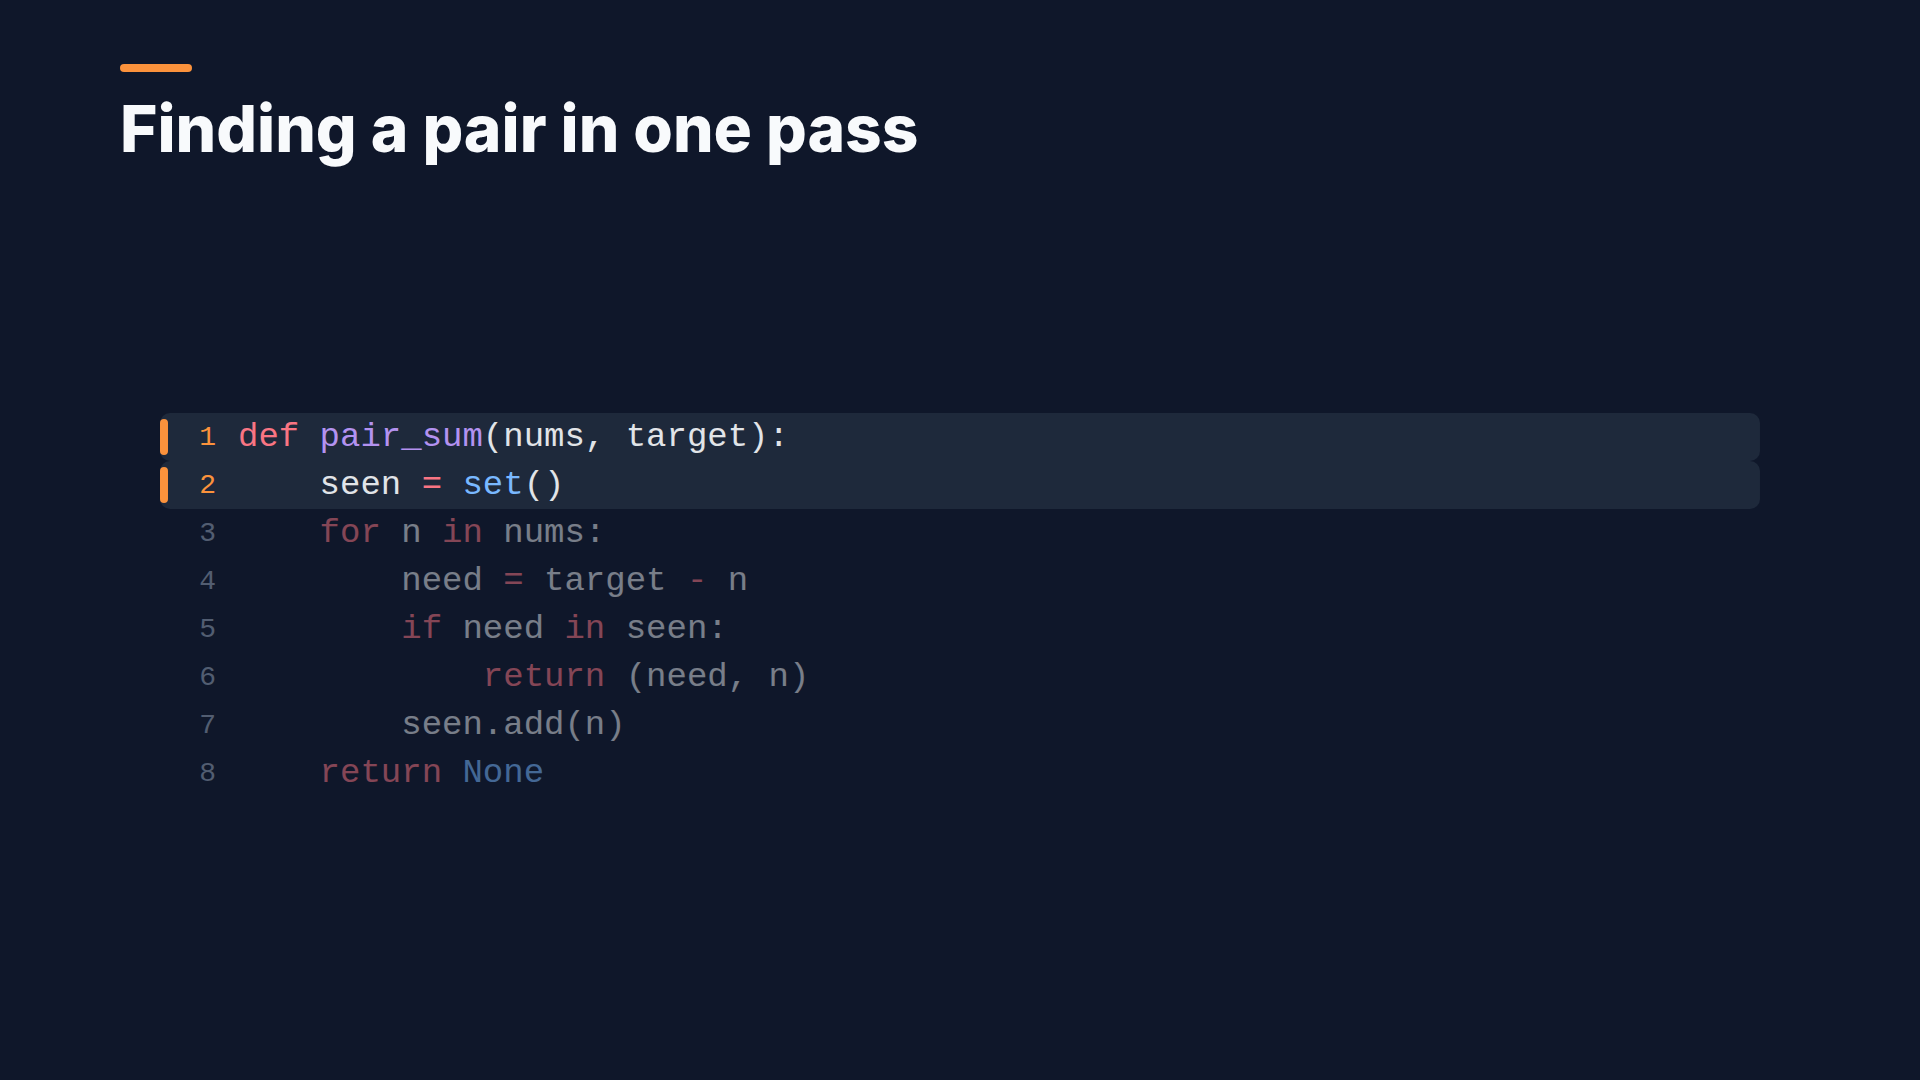 Finding a pair in one pass
1 def pair_sum(nums, target):
2     seen = set()
3     for n in nums:
4         need = target - n
5         if need in seen:
6             return (need, n)
7         seen.add(n)
8     return None